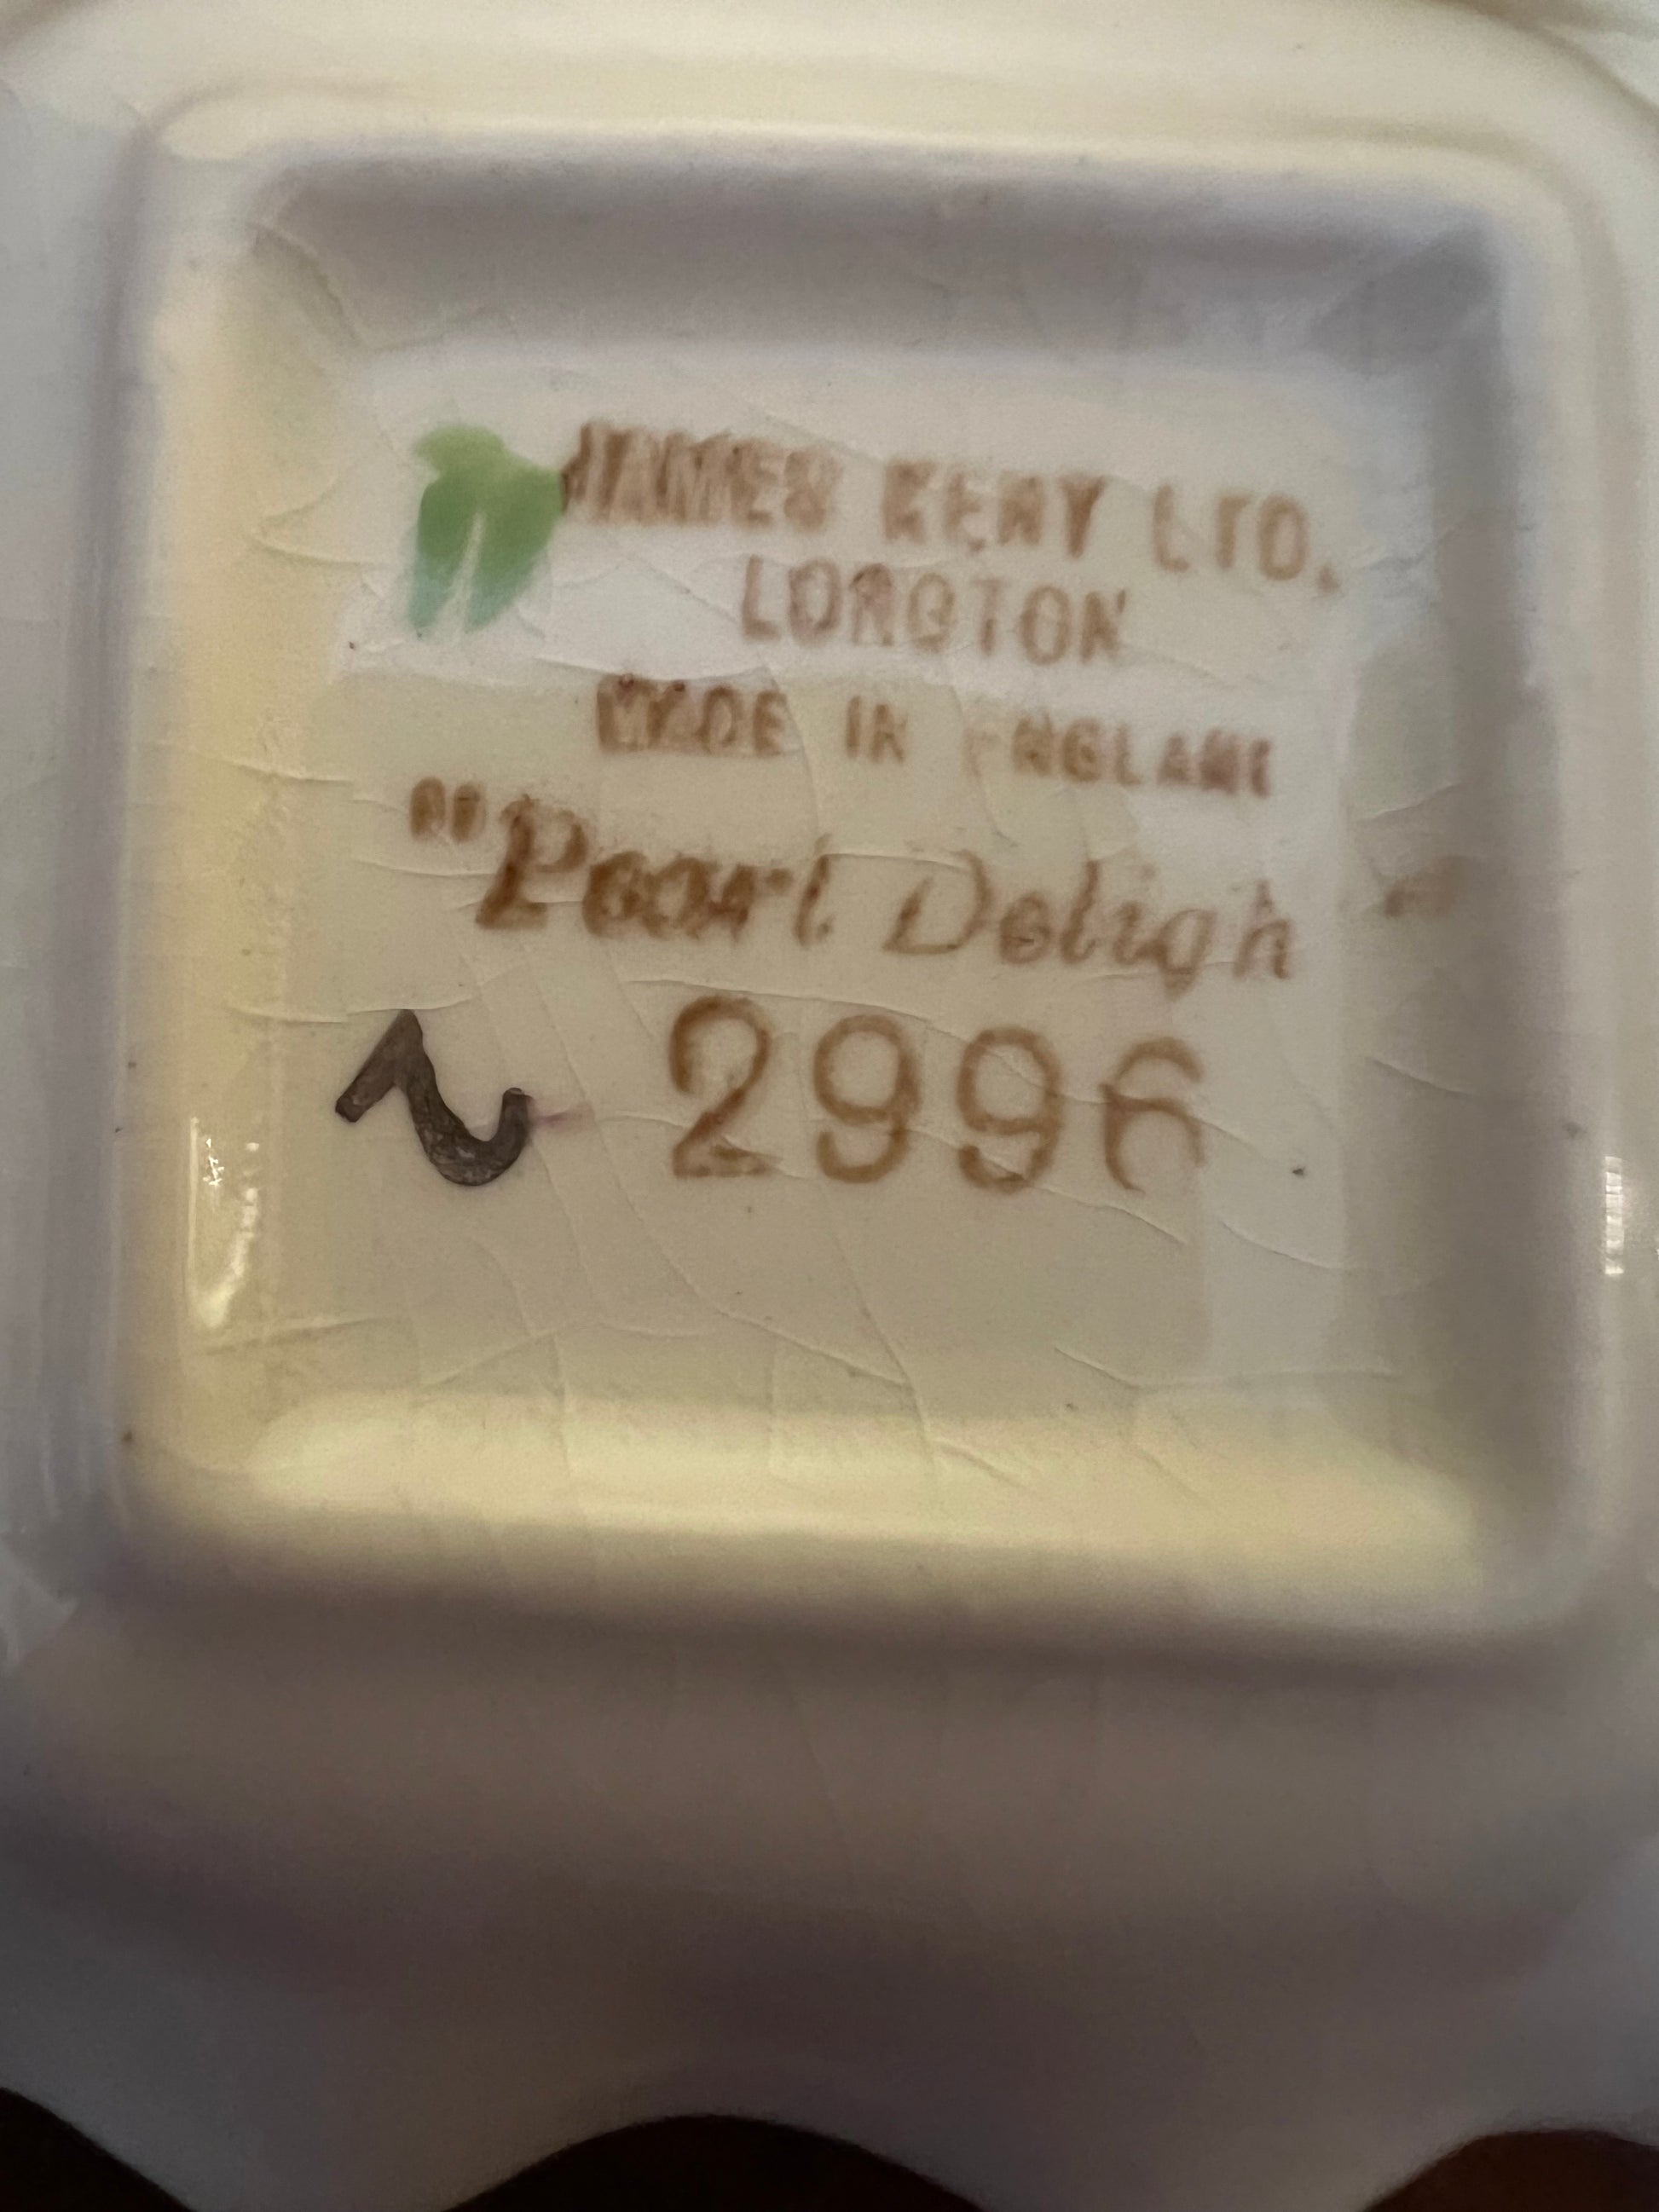 JAMES KENT LTD.
LONGTON
MADE IN ENGLAND
"Pearl Delight"
2996